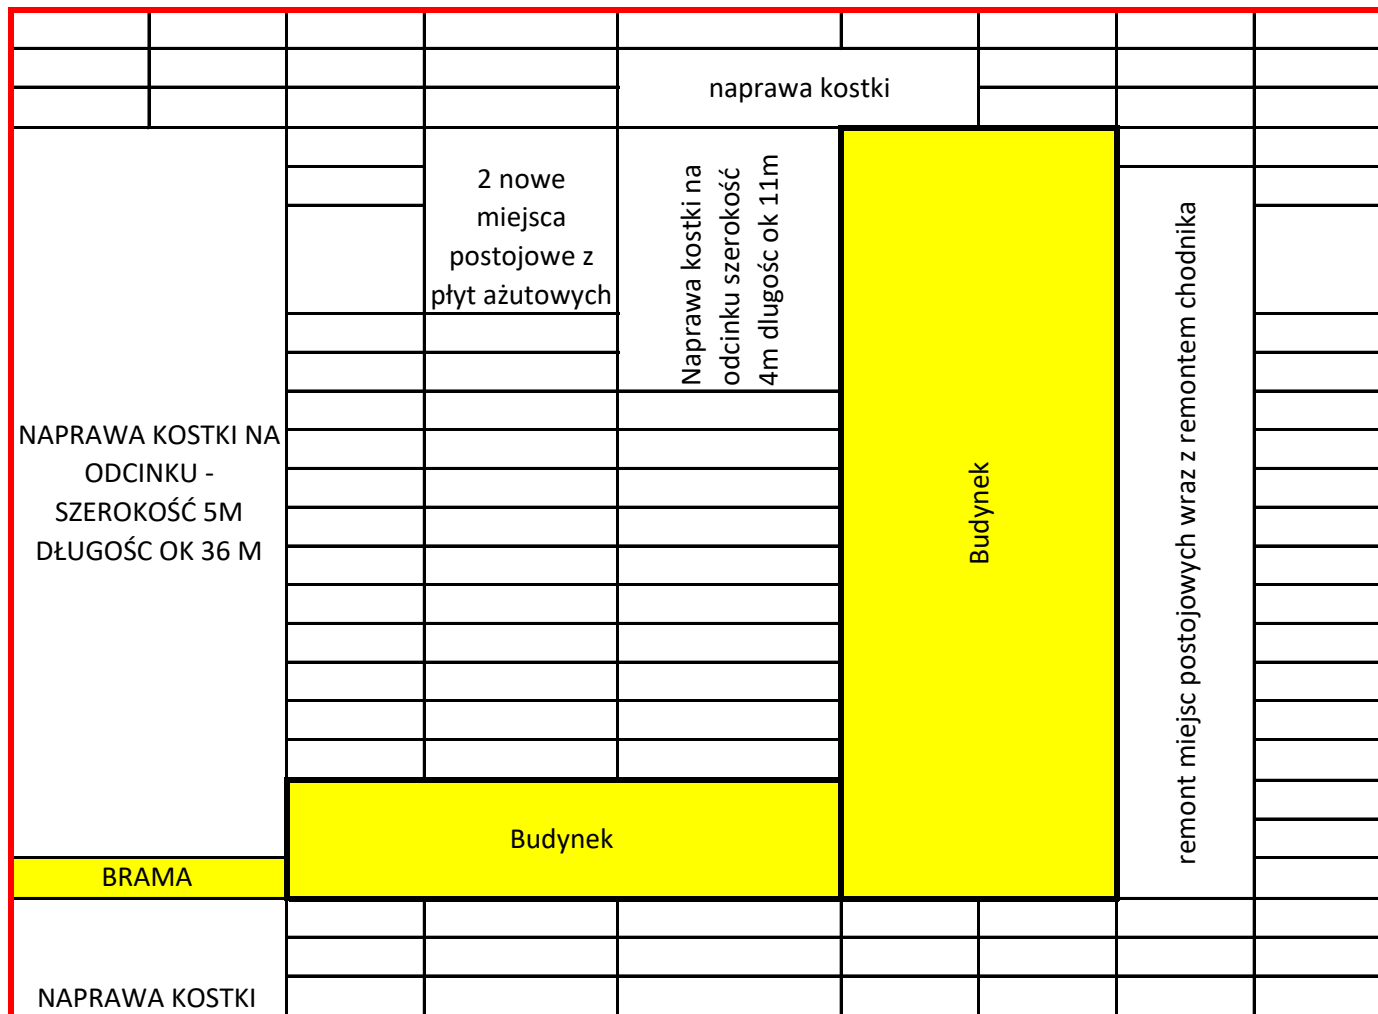 naprawa kostki
2 nowe
miejsca
postojowe z
płyt ażutowych
Naprawa kostki na
odcinku szerokość
4m dlugośc ok 11m
NAPRAWA KOSTKI NA
ODCINKU -
SZEROKOŚĆ 5M
DŁUGOŚC OK 36 M
Budynek
remont miejsc postojowych wraz z remontem chodnika
Budynek
BRAMA
NAPRAWA KOSTKI